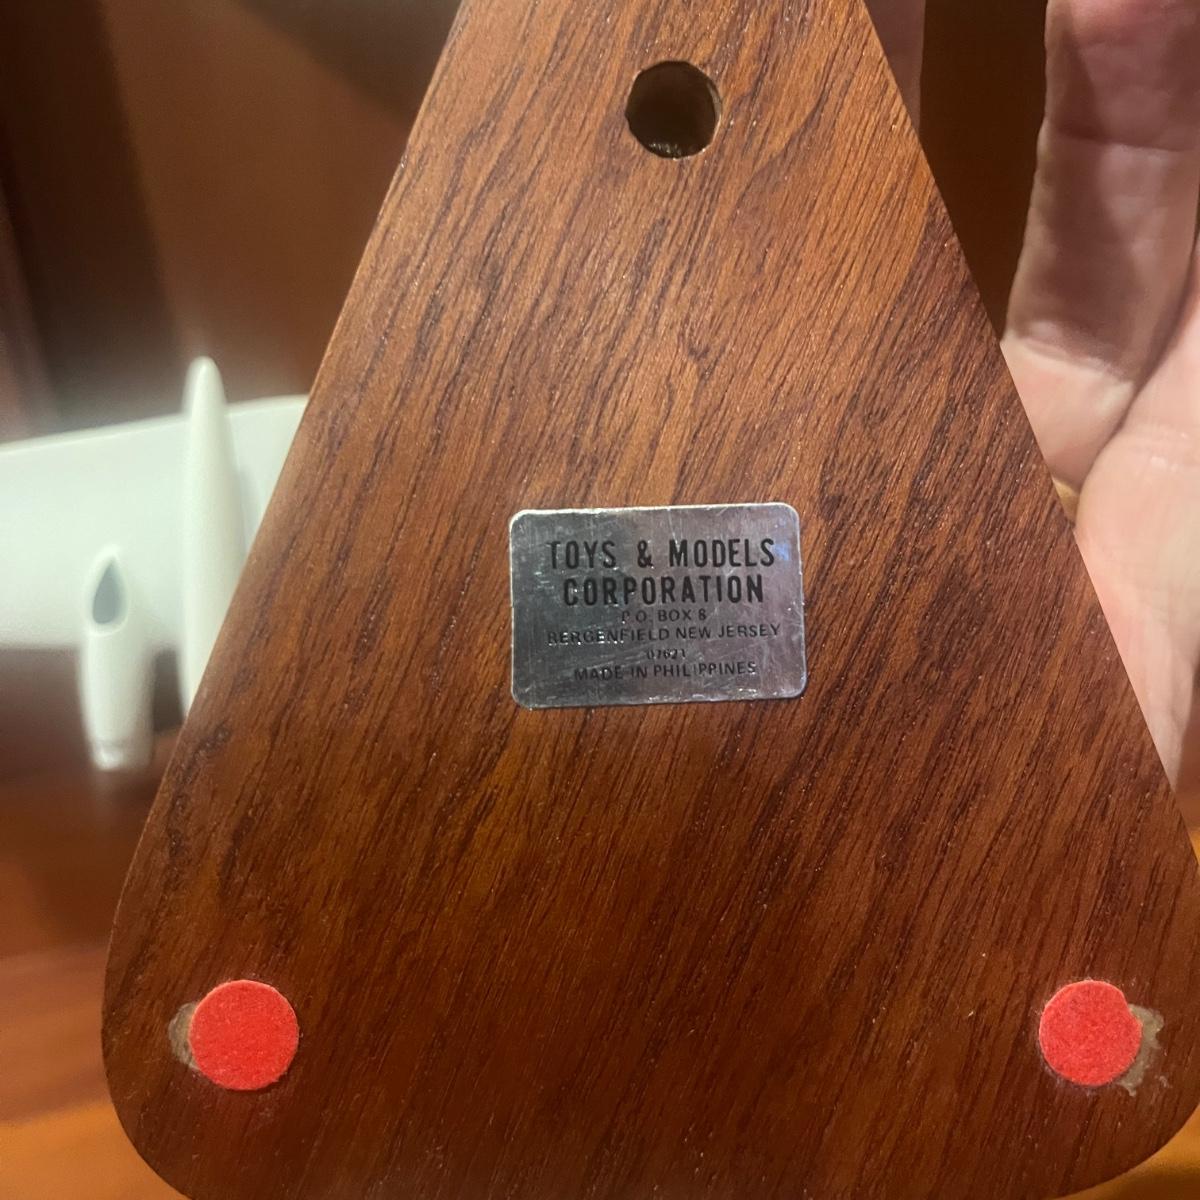 TOYS & MODELS
CORPORATION
P.O. BOX 8
BERGENFIELD NEW JERSEY
07621
MADE IN PHILIPPINES